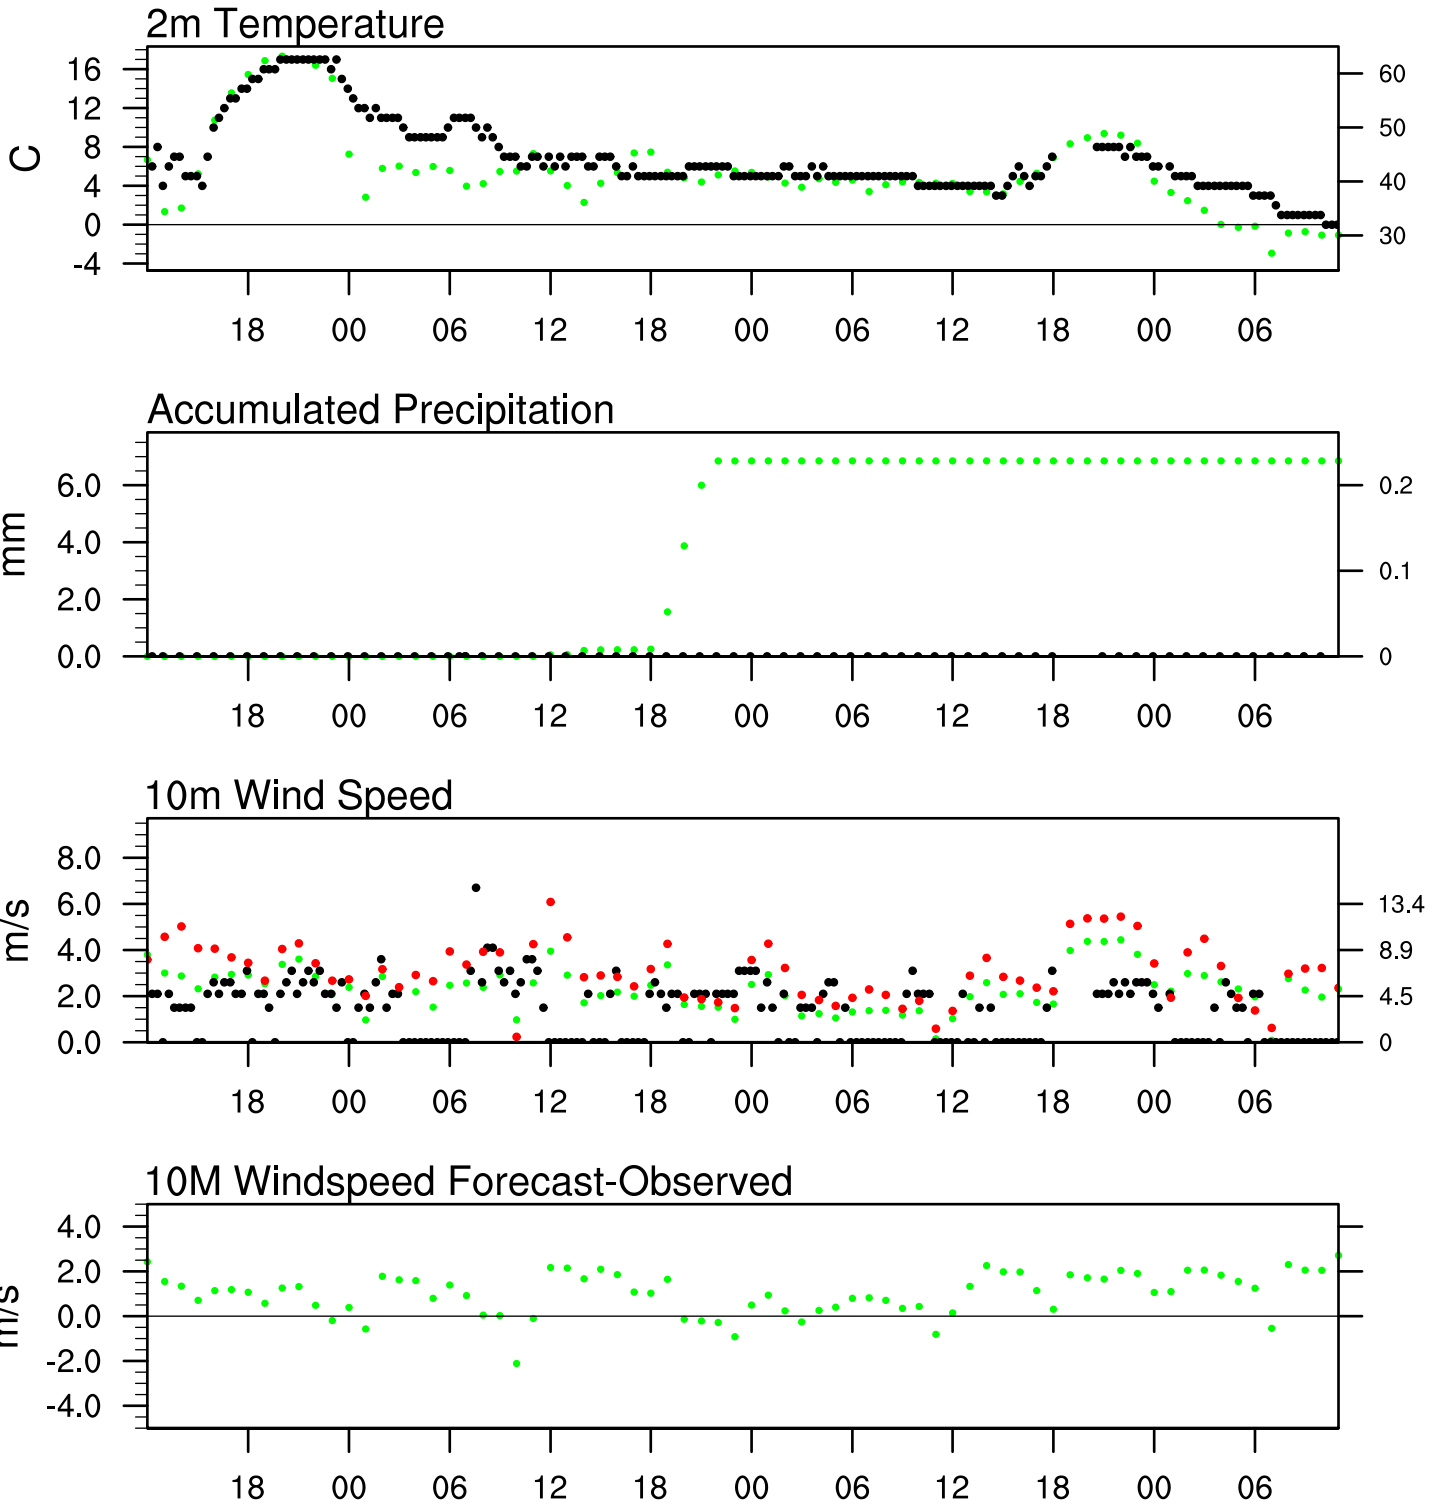 2m Temperature
C
16 60
12 50
8
4 40
0
-4 30
18 00 06 12 18 00 06 12 18 00 06
Accumulated Precipitation
mm
6.0 0.2
4.0
2.0 0.1
0.0 0
18 00 06 12 18 00 06 12 18 00 06
10m Wind Speed
m/s
8.0
6.0 13.4
4.0 8.9
2.0 4.5
0.0 0
18 00 06 12 18 00 06 12 18 00 06
10M Windspeed Forecast-Observed
m/s
4.0
2.0
0.0
-2.0
-4.0
18 00 06 12 18 00 06 12 18 00 06